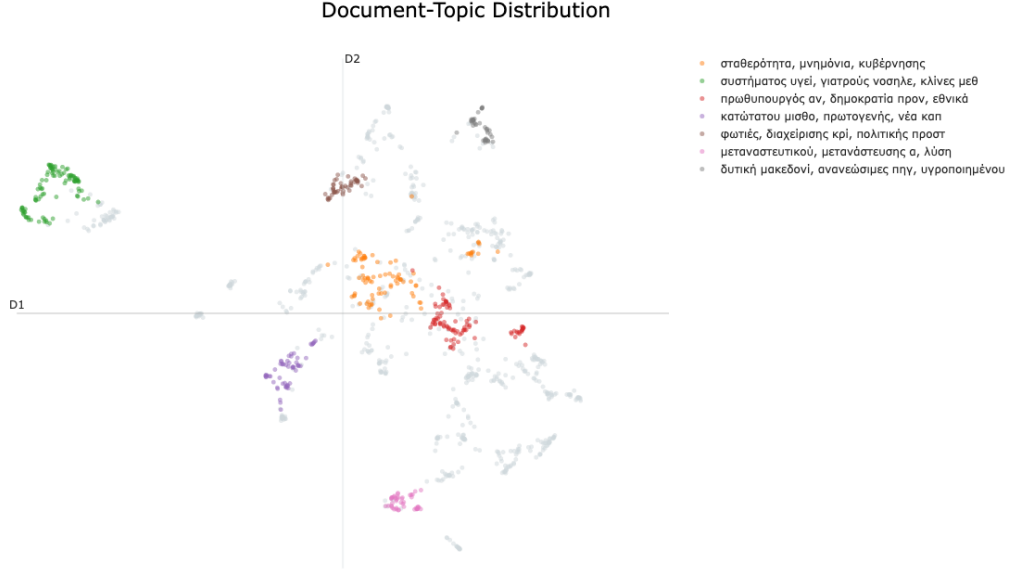 Document-Topic Distribution
D2
D1
σταθερότητα, μνημόνια, κυβέρνησης
συστήματος υγεί, γιατρούς νοσηλε, κλίνες μεθ
πρωθυπουργός αν, δημοκρατία προν, εθνικά
κατώτατου μισθο, πρωτογενής, νέα καπ
φωτιές, διαχείρισης κρί, πολιτικής προστ
μεταναστευτικού, μετανάστευσης α, λύση
δυτική μακεδονί, ανανεώσιμες πηγ, υγροποιημένου